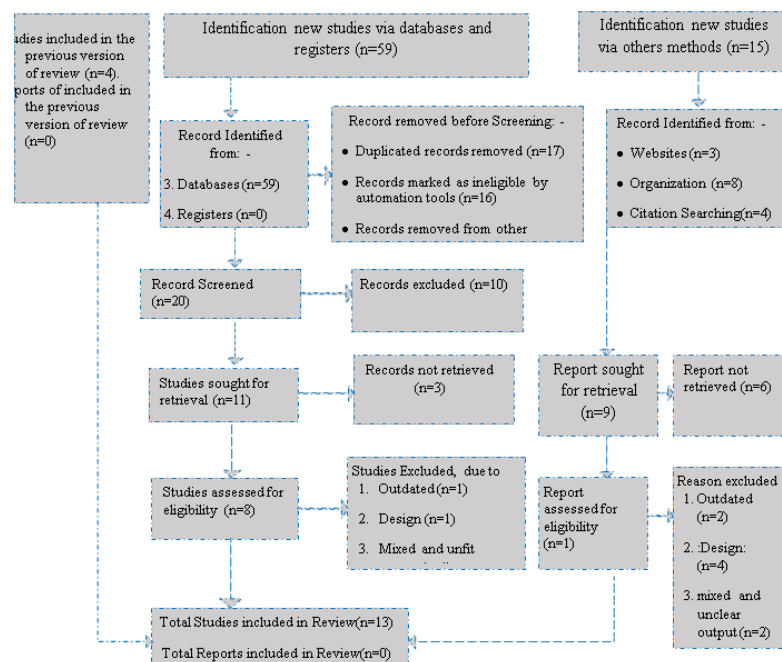 Identification new studies via databases and
registers (n=59)
Identification new studies
via others methods (n=15)
included in the
previous version
of review (n=4).
of included in
the previous
version of review
(n=0)
Record Identified
from: -
3. Databases(n=59)
4. Registers(n=0)
Record removed before Screening: -
• Duplicated records removed (n=17)
• Records marked as ineligible by
automation tools (n=16)
• Records removed from other
Record Identified from: -
• Websites(n=3)
• Organization(n=8)
• Citation Searching(n=4)
Record Screened
(n=20)
Records excluded (n=10)
Studies sought for
retrieval (n=11)
Records not retrieved
(n=3)
Report sought
for retrieval
(n=9)
Report not
retrieved (n=6)
Studies assessed for
eligibility (n=8)
Studies Excluded, due to
1. Outdated(n=1)
2. Design(n=1)
3. Mixed and unfit
Report
assessed for
eligibility
(n=1)
Reason excluded
1. Outdated
(n=2)
2. :Design:
(n=4)
3. mixed and
unclear
output(n=2)
Total Studies included in Review(n=13)
Total Reports included in Review(n=0)